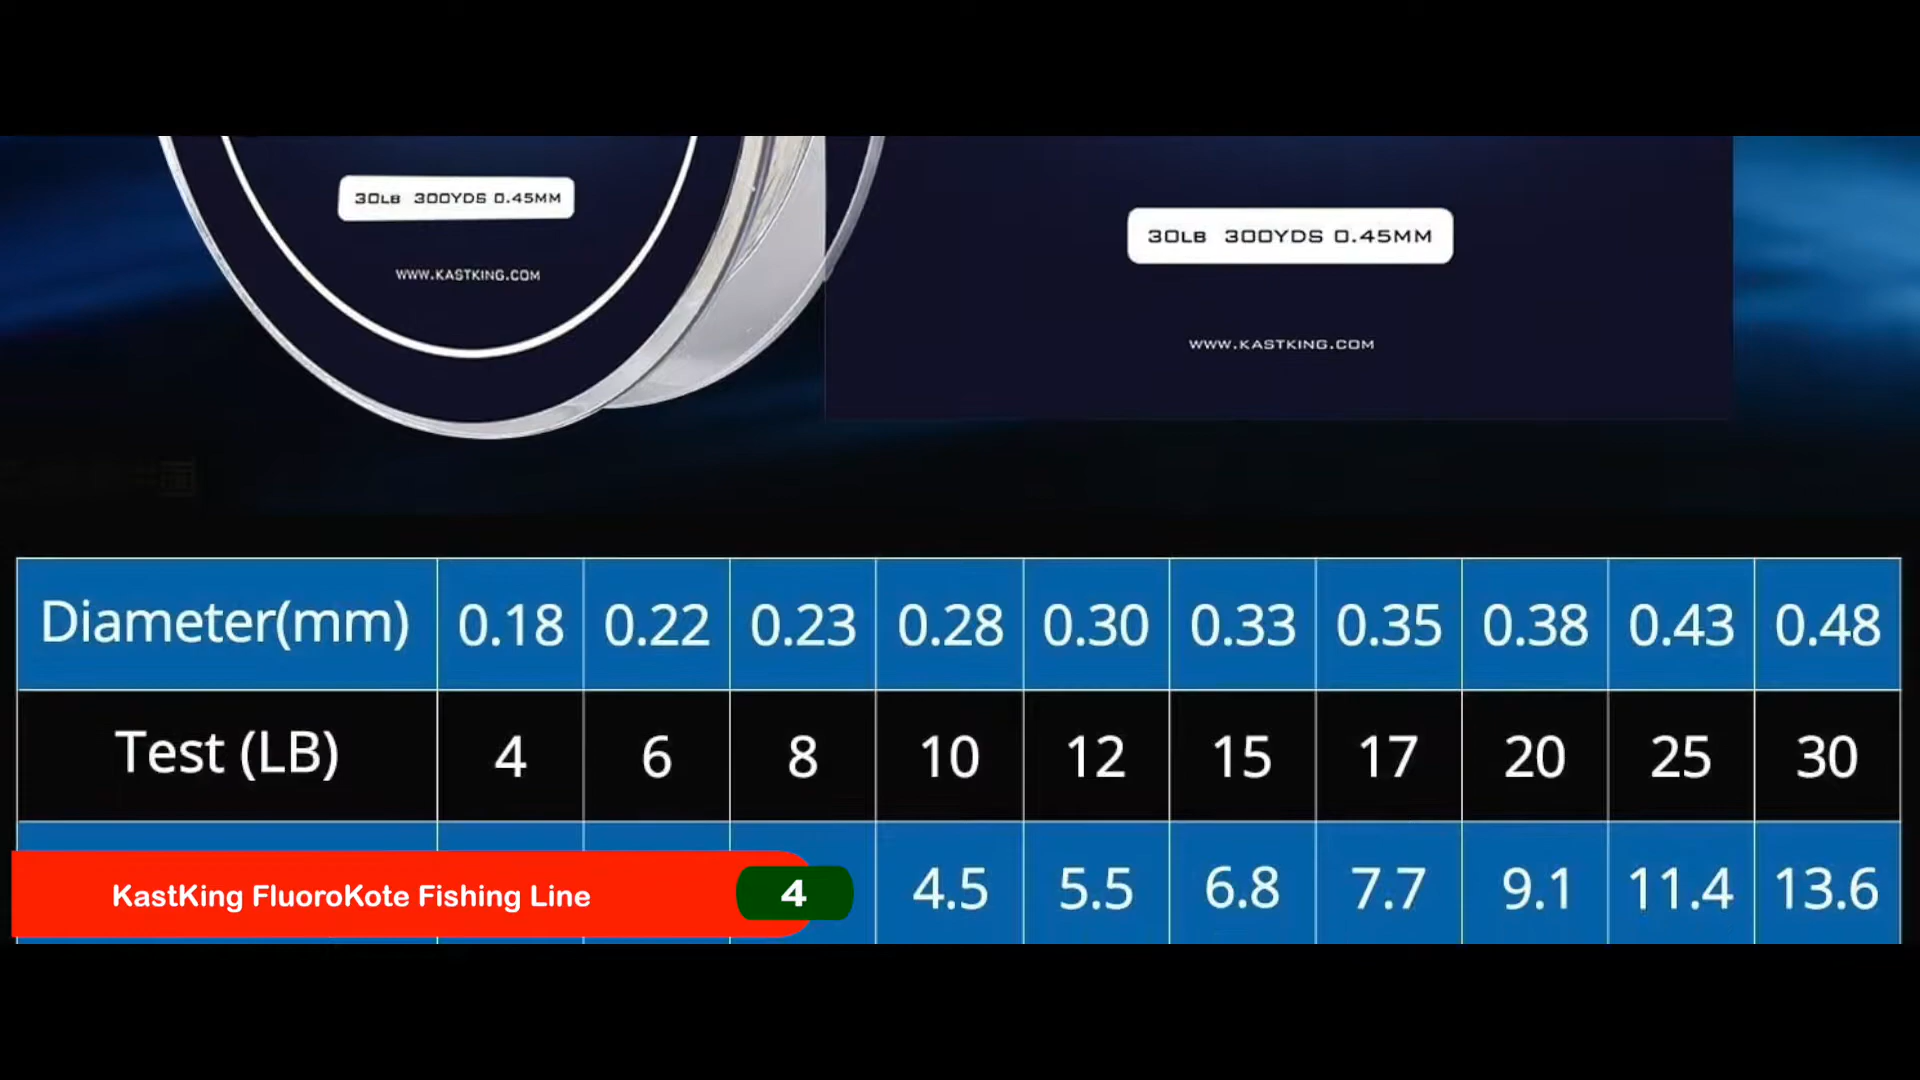 30LB 300YDS 0.45MM
WWW.KASTKING.COM
30LB 300YDS 0.45MM
WWW.KASTKING.COM
Diameter(mm) 0.18 0.22 0.23 0.28 0.30 0.33 0.35 0.38 0.43 0.48
Test (LB) 4 6 8 10 12 15 17 20 25 30
4.5 5.5 6.8 7.7 9.1 11.4 13.6
KastKing FluoroKote Fishing Line 4